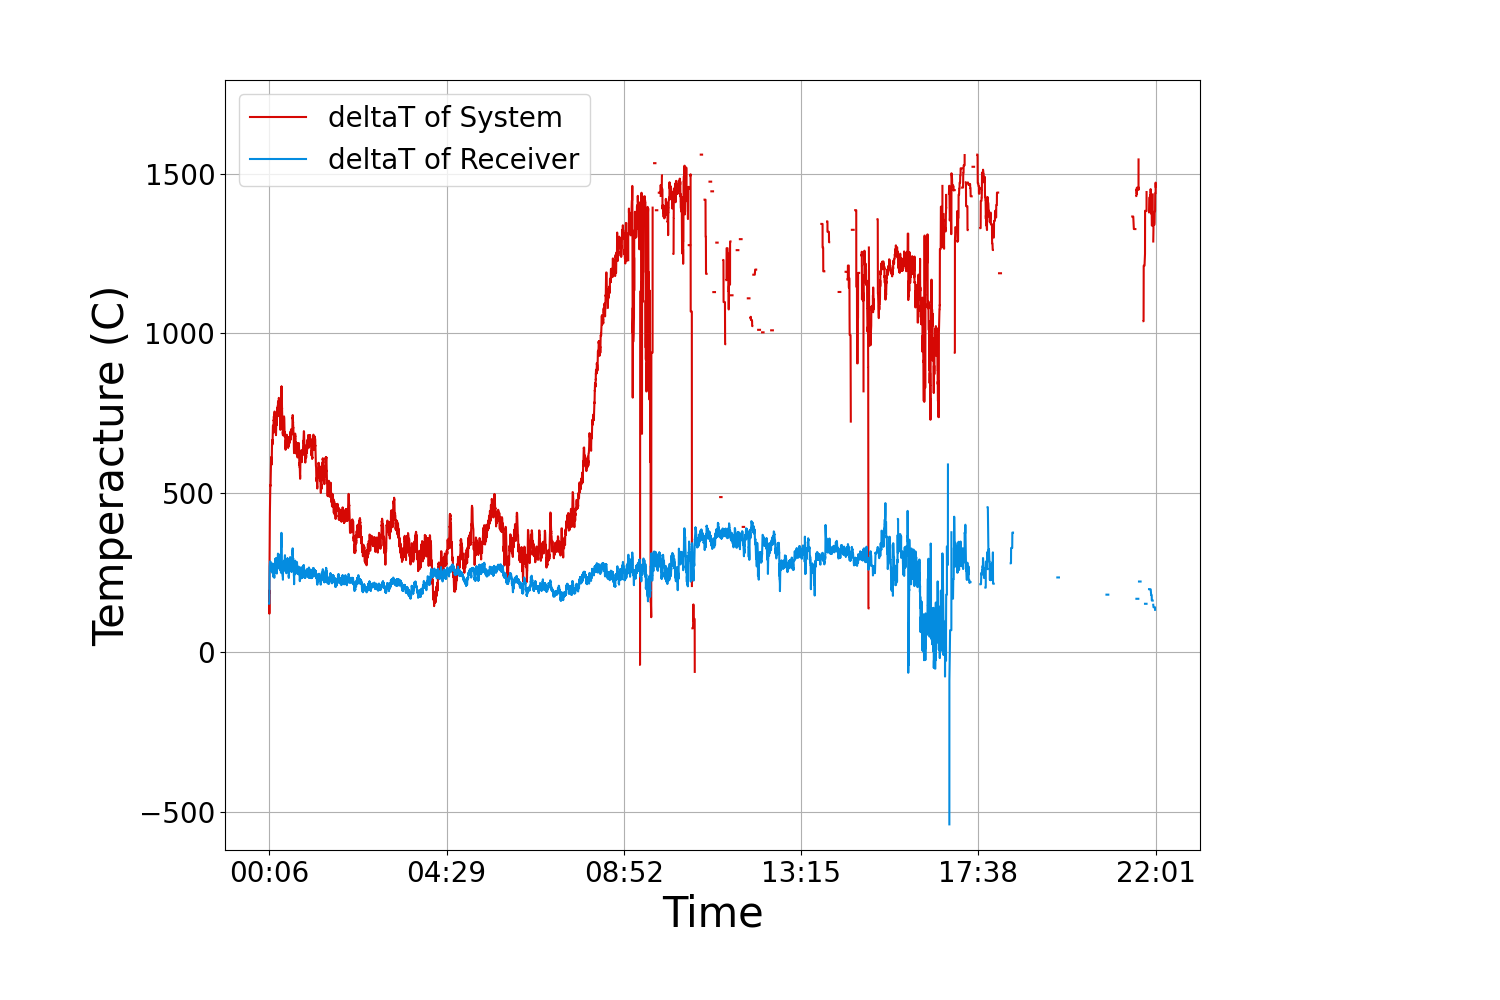 deltaT of System
deltaT of Receiver
Temperacture (C)
1500
1000
500
0
−500
00:06 04:29 08:52 13:15 17:38 22:01
Time